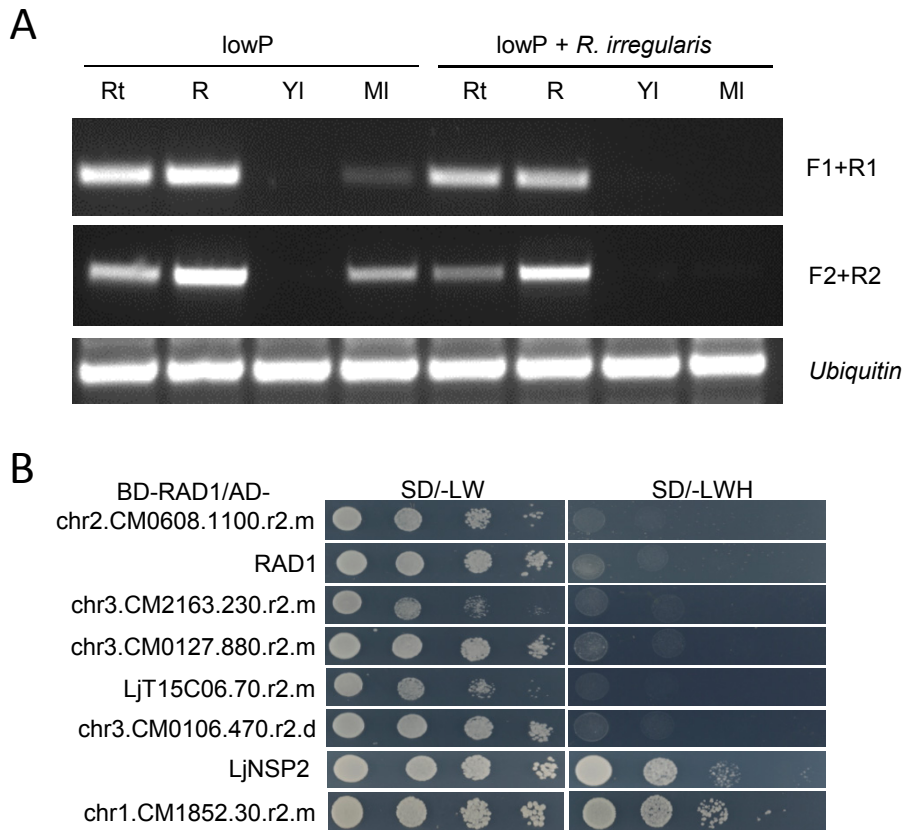 A
lowP lowP + R. irregularis
Rt R Yl Ml Rt R Yl Ml
F1+R1
F2+R2
Ubiquitin
B
BD-RAD1/AD- SD/-LW SD/-LWH
chr2.CM0608.1100.r2.m
RAD1
chr3.CM2163.230.r2.m
chr3.CM0127.880.r2.m
LjT15C06.70.r2.m
chr3.CM0106.470.r2.d
LjNSP2
chr1.CM1852.30.r2.m